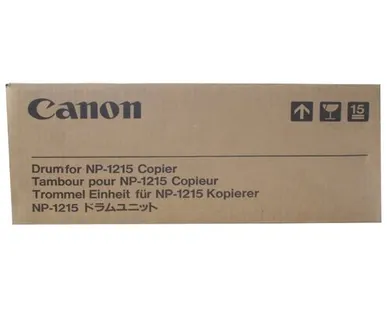 Canon
15
Drum for NP-1215 Copier
Tambour pour NP-1215 Copieur
Trommel Einheit für NP-1215 Kopierer
NP-1215 ドラムユニット